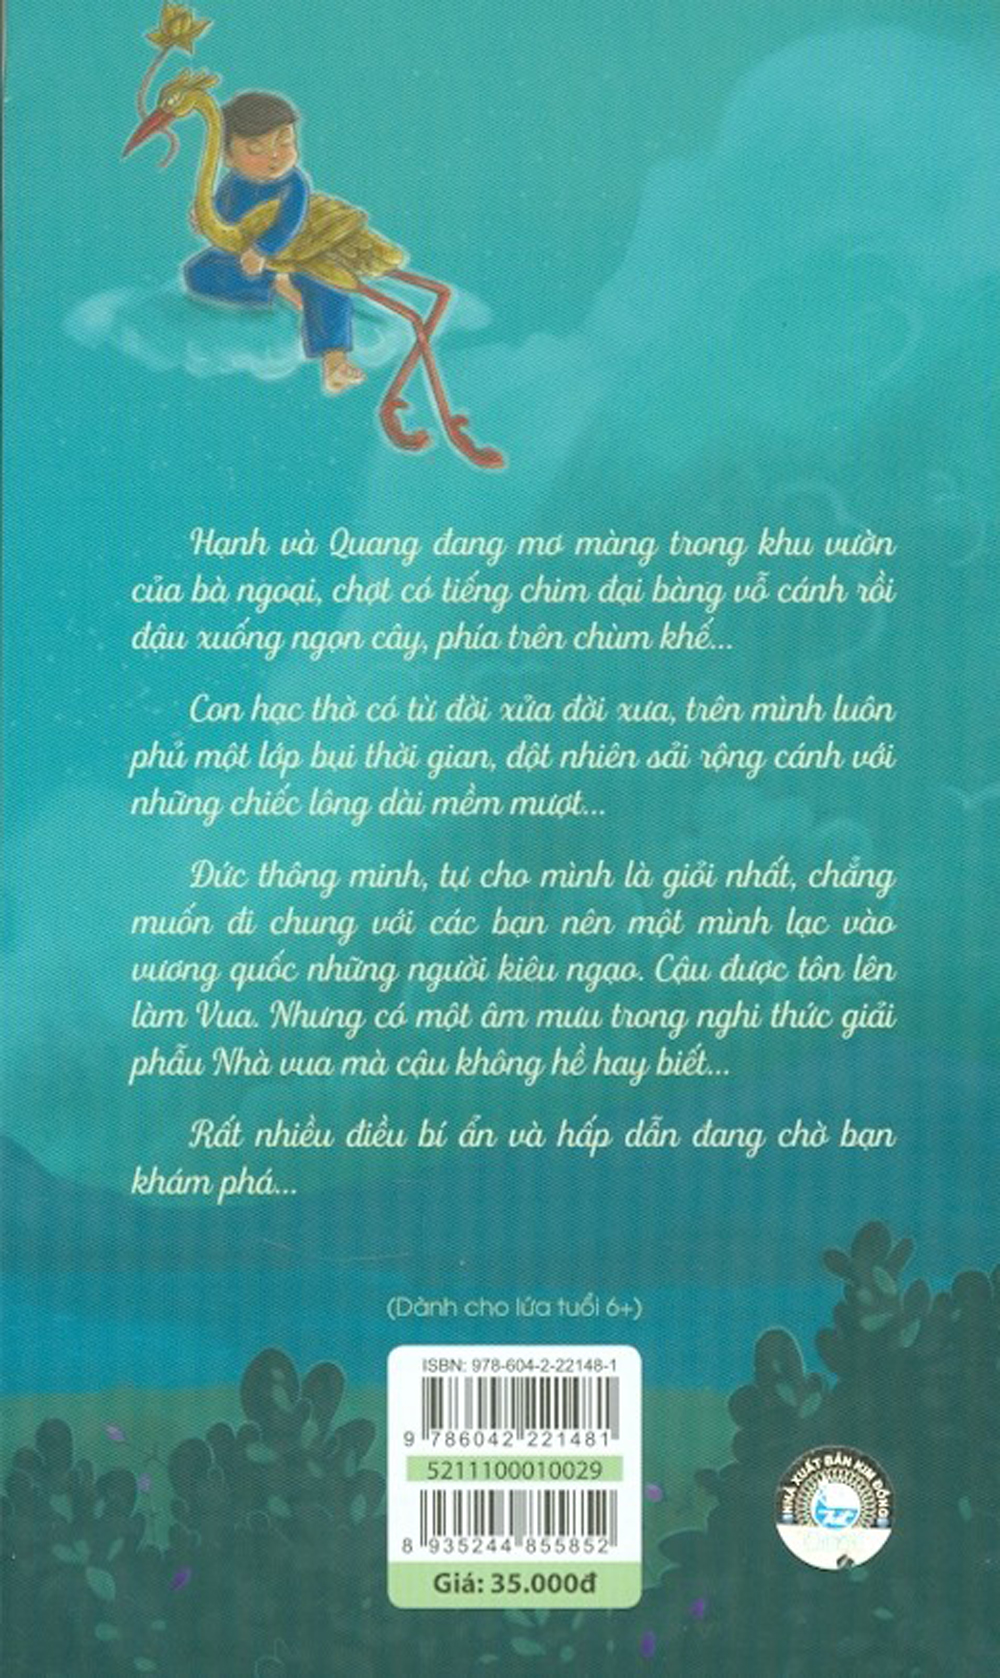 Hạnh và Quang đang mơ màng trong khu vườn
của bà ngoại, chợt có tiếng chim đại bàng vỗ cánh rồi
đậu xuống ngọn cây, phía trên chùm khế...
Con hạc thờ có từ đời xửa đời xưa, trên mình luôn
phủ một lớp bụi thời gian, đột nhiên sải rộng cánh với
những chiếc lông dài mềm mượt...
Đức thông minh, tự cho mình là giỏi nhất, chẳng
muốn đi chung với các bạn nên một mình lạc vào
vương quốc những người kiêu ngạo. Cậu được tôn lên
làm Vua. Nhưng có một âm mưu trong nghi thức giải
phẫu Nhà vua mà cậu không hề hay biết...
Rất nhiều điều bí ẩn và hấp dẫn đang chờ bạn
khám phá...
(Dành cho lứa tuổi 6+)
ISBN: 978-604-2-22148-1
9 786042 221481
5211100010029
8 935244 855852
Giá: 35.000đ
NHÀ XUẤT BẢN KIM ĐỒNG